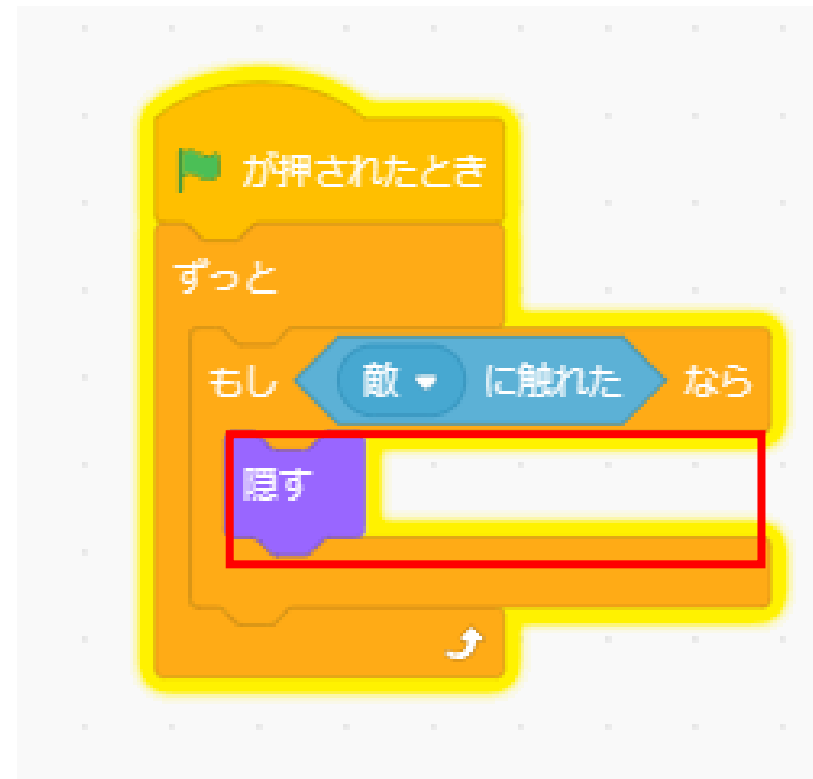 が押されたとき
ずっと
もし 敵 に触れた なら
隠す